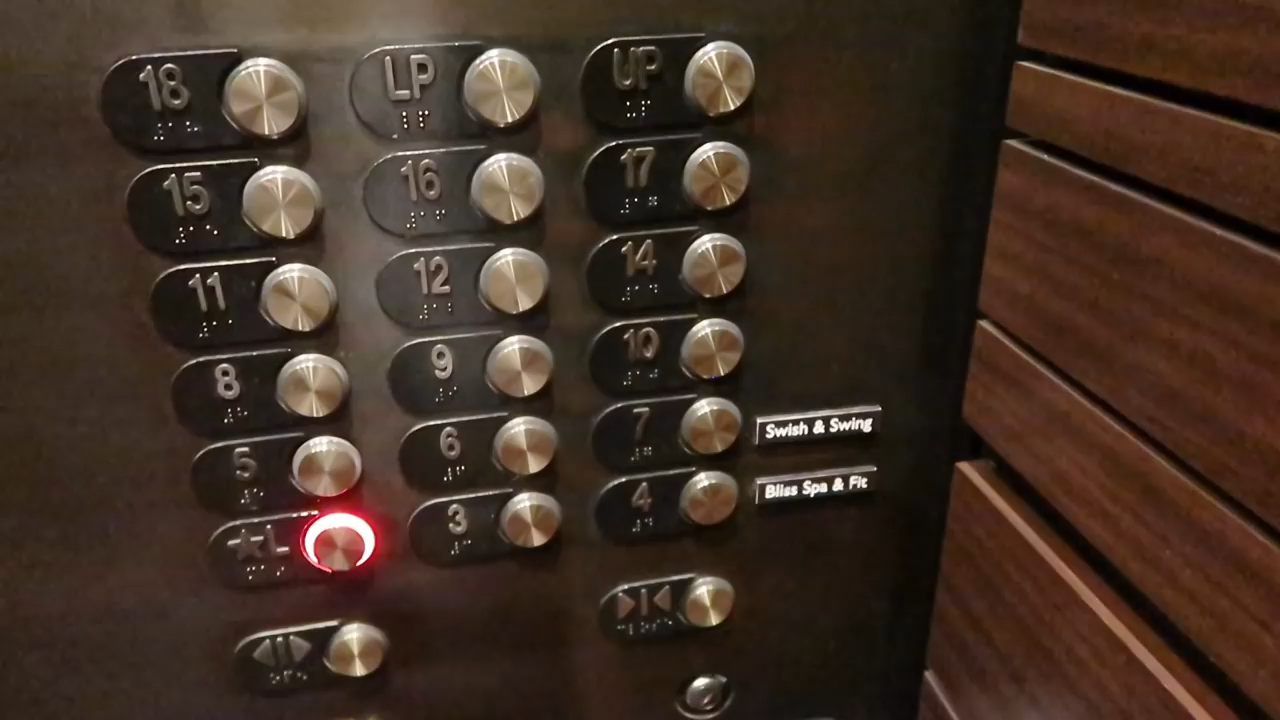 18 LP UP
15 16 17
11 12 14
8 9 10
5 6 7 Swish & Swing
★L 3 4 Bliss Spa & Fit